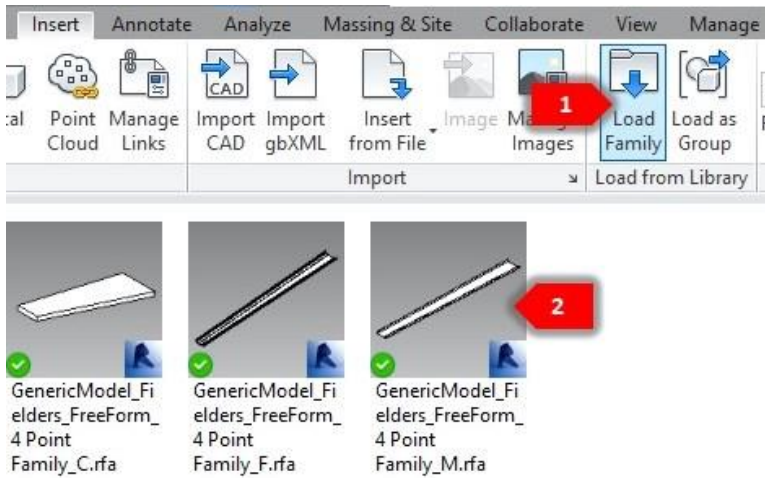 Insert Annotate Analyze Massing & Site Collaborate View Manage
CAD 1
Point Manage Import Import Insert Image Load Load as
Cloud Links CAD gbXML from File Images Family Group
Import Load from Library
2
GenericModel_Fi GenericModel_Fi GenericModel_Fi
elders_FreeForm_ elders_FreeForm_ elders_FreeForm_
4 Point 4 Point 4 Point
Family_C.rfa Family_F.rfa Family_M.rfa